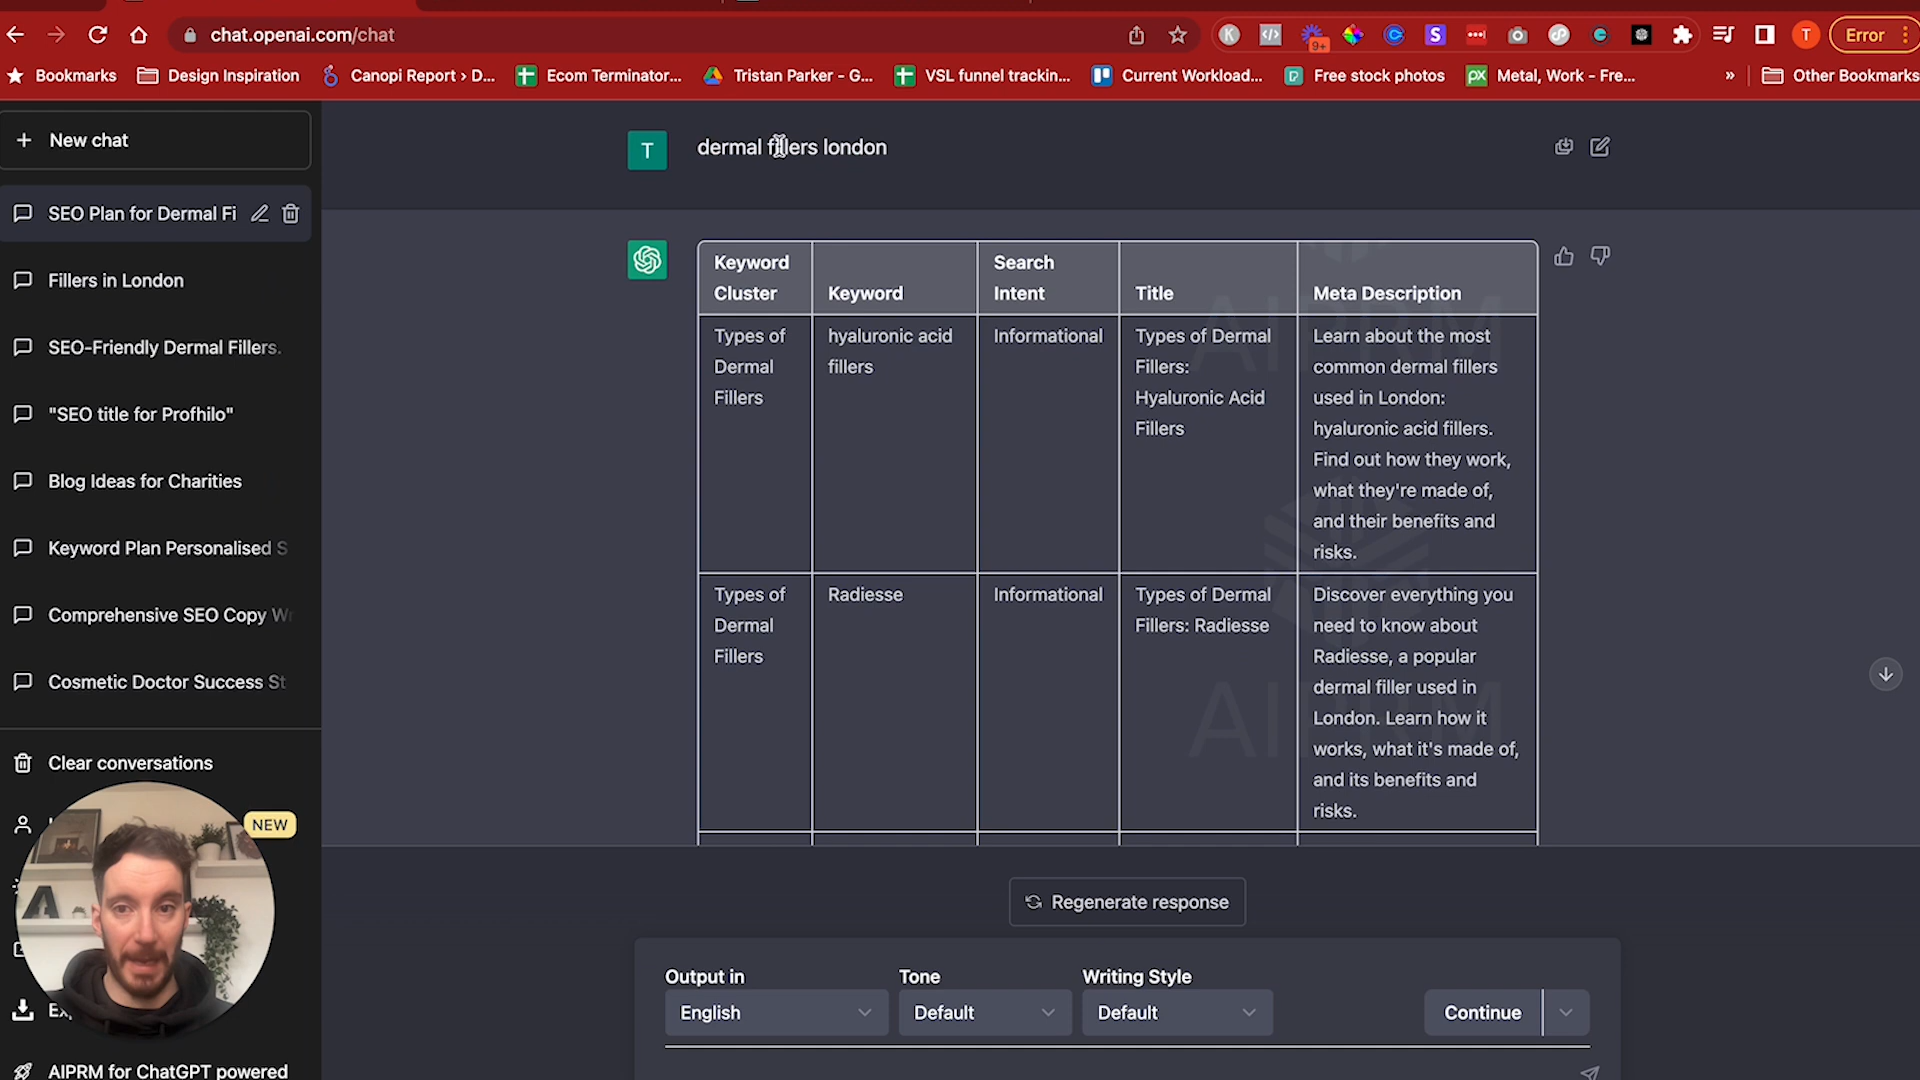 chat.openai.com/chat
K
9+
S
T
Error
Bookmarks
Design Inspiration
Canopi Report › D...
Ecom Terminator...
Tristan Parker - G...
VSL funnel trackin...
Current Workload...
Free stock photos
px
Metal, Work - Fre...
»
Other Bookmarks
New chat
SEO Plan for Dermal Fi
Fillers in London
SEO-Friendly Dermal Fillers.
"SEO title for Profhilo"
Blog Ideas for Charities
Keyword Plan Personalised S
Comprehensive SEO Copy Wr
Cosmetic Doctor Success St
Clear conversations
NEW
AIPRM for ChatGPT powered
T
dermal fillers london
Keyword
Cluster
Keyword
Search
Intent
Title
Meta Description
Types of
Dermal
Fillers
hyaluronic acid
fillers
Informational
Types of Dermal
Fillers:
Hyaluronic Acid
Fillers
Learn about the most
common dermal fillers
used in London:
hyaluronic acid fillers.
Find out how they work,
what they're made of,
and their benefits and
risks.
Types of
Dermal
Fillers
Radiesse
Informational
Types of Dermal
Fillers: Radiesse
Discover everything you
need to know about
Radiesse, a popular
dermal filler used in
London. Learn how it
works, what it's made of,
and its benefits and
risks.
AIPRM
AIPRM
Regenerate response
Output in
English
Tone
Default
Writing Style
Default
Continue